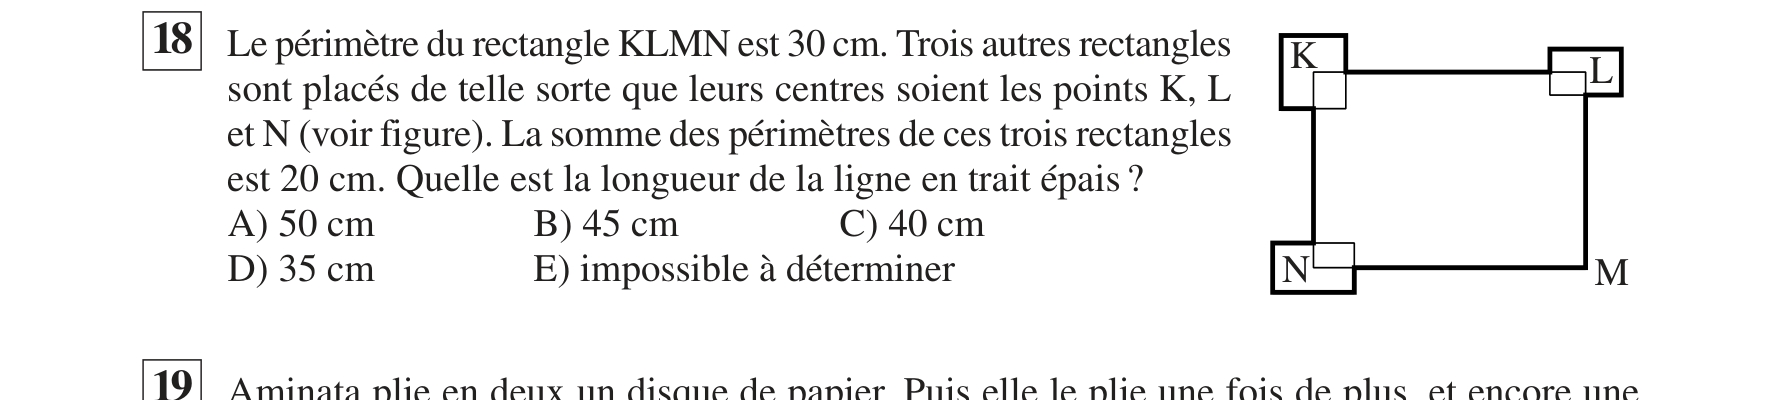 18 Le périmètre du rectangle KLMN est 30 cm. Trois autres rectangles
sont placés de telle sorte que leurs centres soient les points K, L
et N (voir figure). La somme des périmètres de ces trois rectangles
est 20 cm. Quelle est la longueur de la ligne en trait épais ?
A) 50 cm B) 45 cm C) 40 cm
D) 35 cm E) impossible à déterminer
K
L
N
M
19 Aminata plie en deux un disque de papier. Puis elle le plie une fois de plus, et encore une